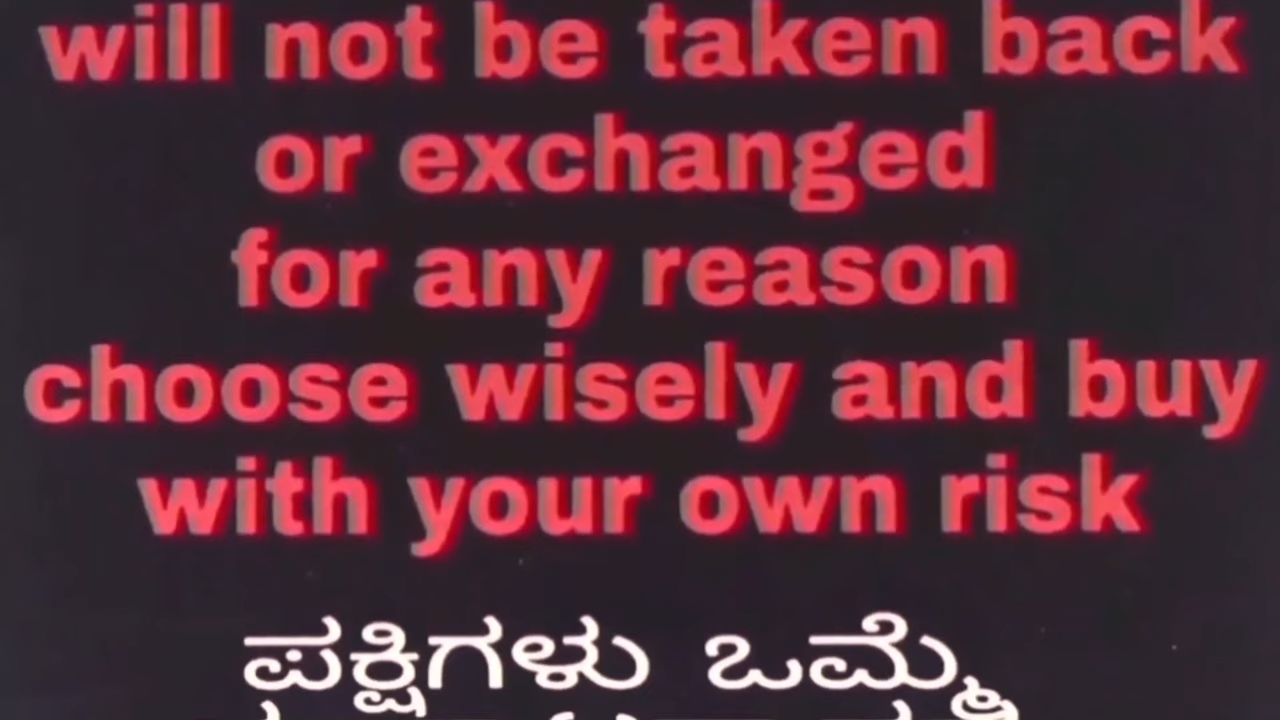 will not be taken back
or exchanged
for any reason
choose wisely and buy
with your own risk
ಪಕ್ಷಿಗಳು ಒಮ್ಮೆ